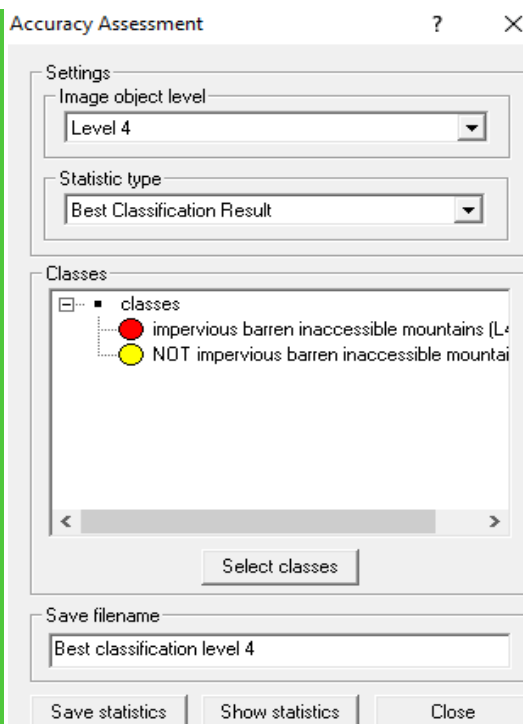 Accuracy Assessment ? ×
Settings
Image object level
Level 4
Statistic type
Best Classification Result
Classes
classes
impervious barren inaccessible mountains (L4
NOT impervious barren inaccessible mountai
Select classes
Save filename
Best classification level 4
Save statistics Show statistics Close